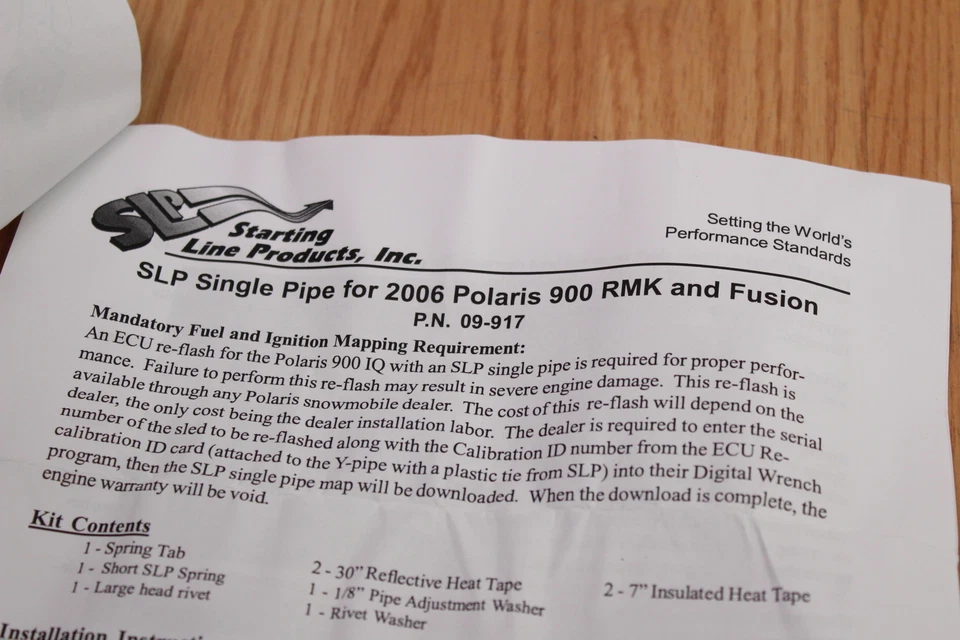 SLP
Starting
Line Products, Inc.
Setting the World's
Performance Standards
SLP Single Pipe for 2006 Polaris 900 RMK and Fusion
P.N. 09-917
Mandatory Fuel and Ignition Mapping Requirement:
An ECU re-flash for the Polaris 900 IQ with an SLP single pipe is required for proper perfor-
mance. Failure to perform this re-flash may result in severe engine damage. This re-flash is
available through any Polaris snowmobile dealer. The cost of this re-flash will depend on the
dealer, the only cost being the dealer installation labor. The dealer is required to enter the serial
number of the sled to be re-flashed along with the Calibration ID number from the ECU Re-
calibration ID card (attached to the Y-pipe with a plastic tie from SLP) into their Digital Wrench
program, then the SLP single pipe map will be downloaded. When the download is complete, the
engine warranty will be void.
Kit Contents
1 - Spring Tab
1 - Short SLP Spring
1 - Large head rivet
2 - 30" Reflective Heat Tape
1 - 1/8" Pipe Adjustment Washer
1 - Rivet Washer
2 - 7" Insulated Heat Tape
Installation